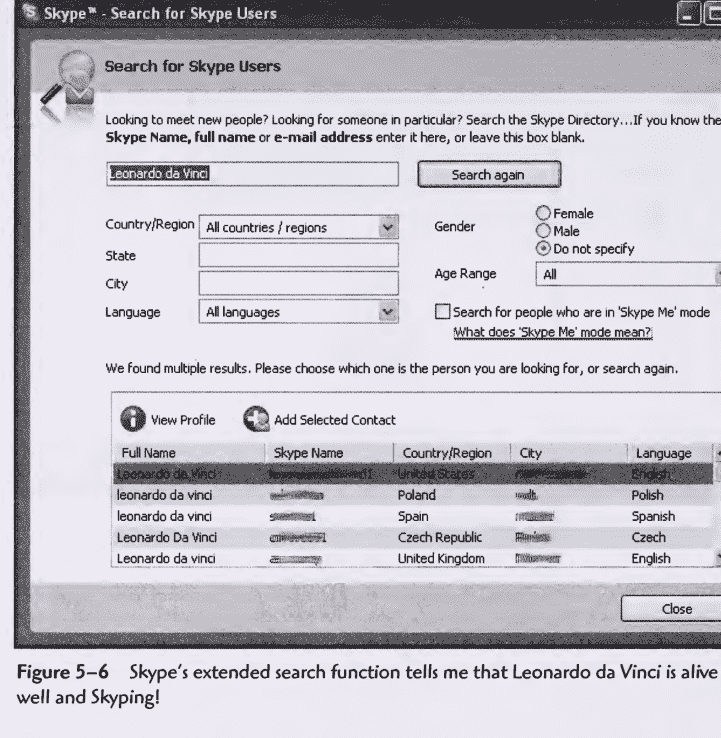 Skype™ - Search for Skype Users
Search for Skype Users
Looking to meet new people? Looking for someone in particular? Search the Skype Directory...If you know the
Skype Name, full name or e-mail address enter it here, or leave this box blank.
Leonardo da Vinci Search again
Country/Region All countries / regions Gender Female
Male
Do not specify
State
City Age Range All
Language All languages Search for people who are in 'Skype Me' mode
What does 'Skype Me' mode mean?
We found multiple results. Please choose which one is the person you are looking for, or search again.
View Profile Add Selected Contact
Full Name Skype Name Country/Region City Language
Leonardo da Vinci United States English
leonardo da vinci Poland Polish
leonardo da vinci Spain Spanish
Leonardo Da Vinci Czech Republic Czech
Leonardo da vinci United Kingdom English
Close
Figure 5–6 Skype's extended search function tells me that Leonardo da Vinci is alive
well and Skyping!